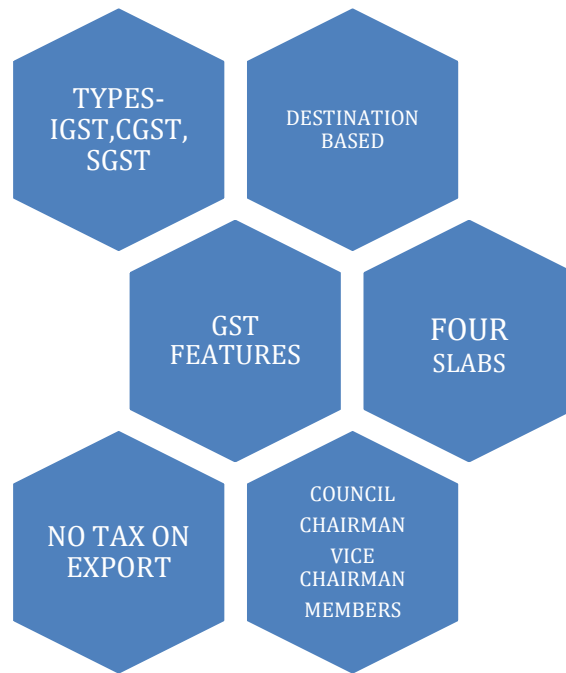 TYPES-
IGST,CGST,
SGST
DESTINATION
BASED
GST
FEATURES
FOUR
SLABS
NO TAX ON
EXPORT
COUNCIL
CHAIRMAN
VICE
CHAIRMAN
MEMBERS